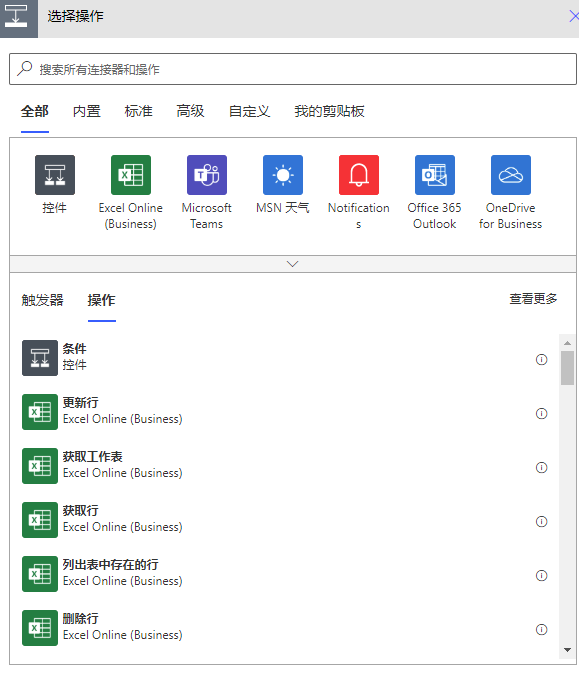 选择操作
搜索所有连接器和操作
全部 内置 标准 高级 自定义 我的剪贴板
控件 Excel Online Microsoft MSN 天气 Notification Office 365 OneDrive
(Business) Teams s Outlook for Business
触发器 操作 查看更多
条件
控件
更新行
Excel Online (Business)
获取工作表
Excel Online (Business)
获取行
Excel Online (Business)
列出表中存在的行
Excel Online (Business)
删除行
Excel Online (Business)